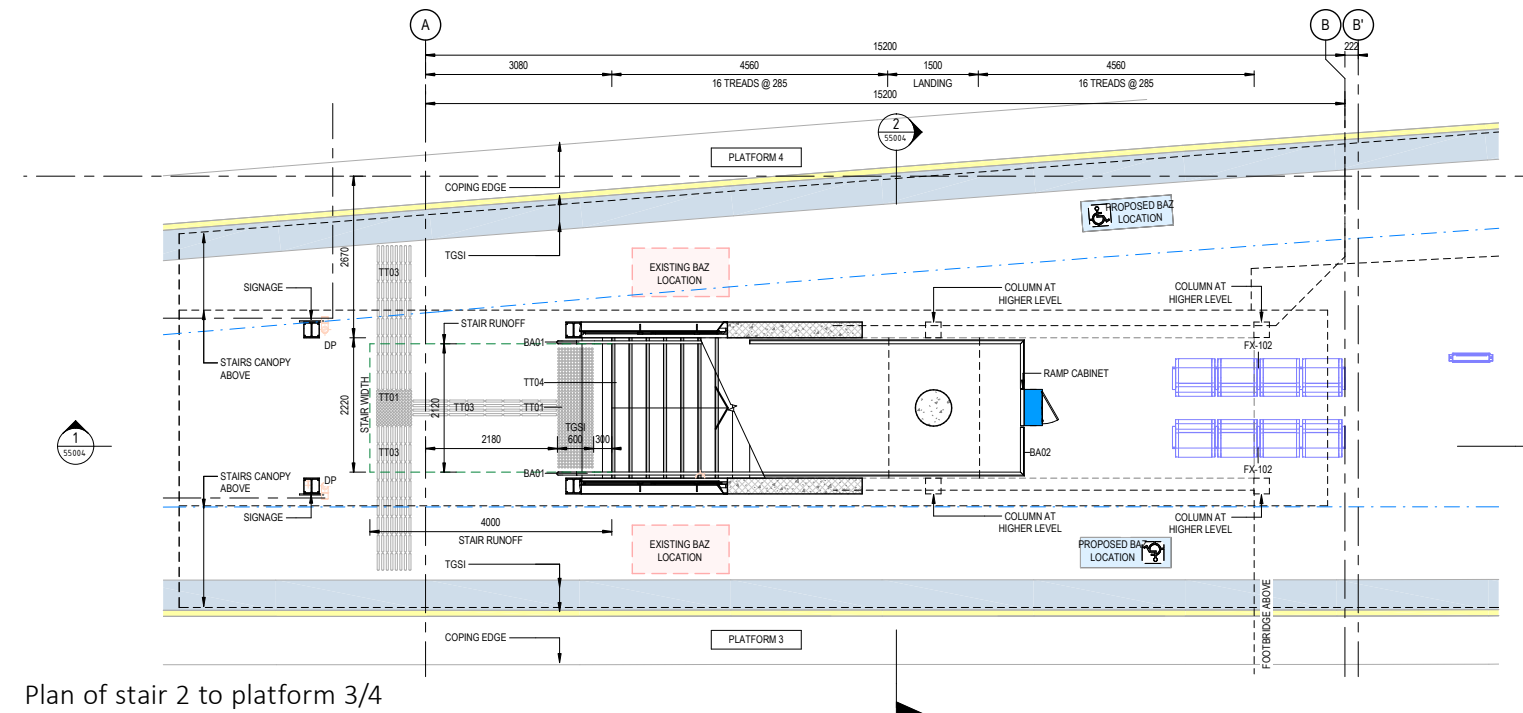 A
B
B'
15200
222
3080
4560
1500
4560
16 TREADS @ 285
LANDING
16 TREADS @ 285
15200
2
55004
PLATFORM 4
COPING EDGE
PROPOSED BAZ
LOCATION
2670
TGSI
TT03
EXISTING BAZ
LOCATION
SIGNAGE
COLUMN AT
HIGHER LEVEL
COLUMN AT
HIGHER LEVEL
STAIR RUNOFF
DP
BA01
FX-102
STAIRS CANOPY
ABOVE
RAMP CABINET
TT04
2220
STAIR WIDTH
TT01
2120
TT03
TT01
TGSI
2180
600
300
1
55004
TT03
BA02
STAIRS CANOPY
ABOVE
DP
BA01
FX-102
SIGNAGE
COLUMN AT
HIGHER LEVEL
COLUMN AT
HIGHER LEVEL
4000
STAIR RUNOFF
EXISTING BAZ
LOCATION
PROPOSED BAZ
LOCATION
TGSI
FOOTBRIDGE ABOVE
COPING EDGE
PLATFORM 3
Plan of stair 2 to platform 3/4